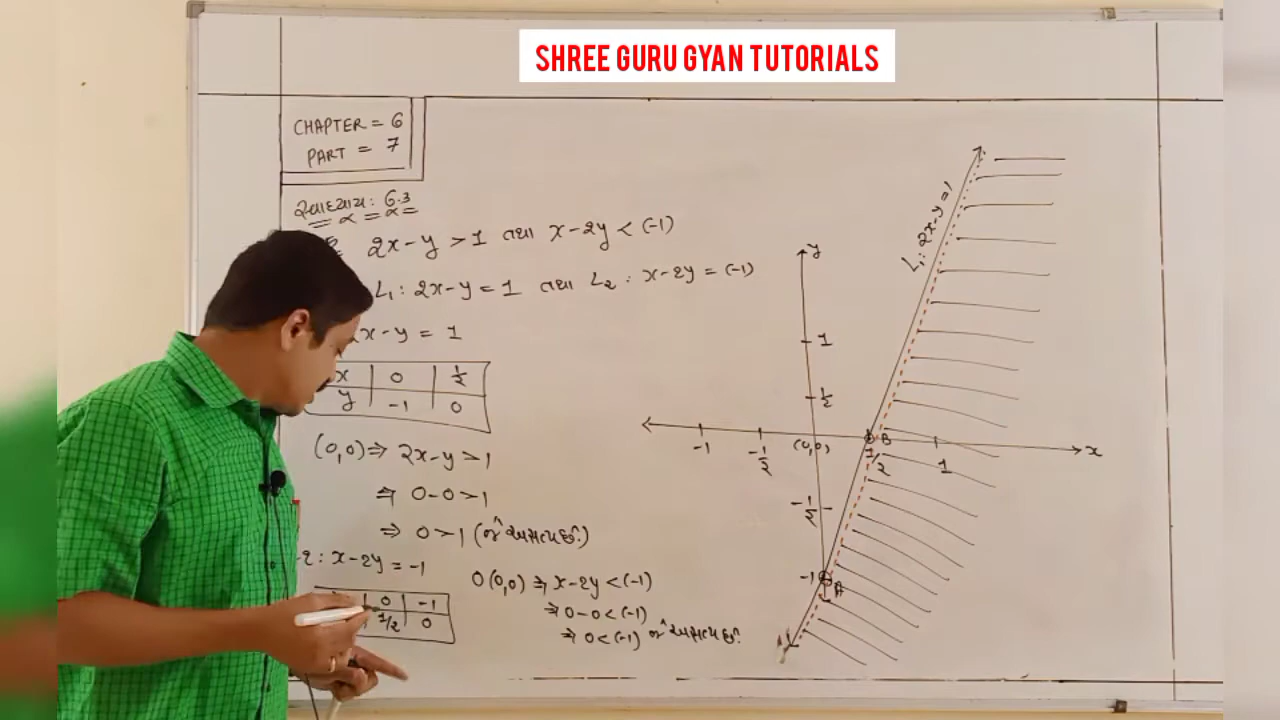 SHREE GURU GYAN TUTORIALS
CHAPTER = 6
PART = 7
સ્વાધ્યાય: 6.3
2x-y > 1 તથા x-2y < (-1)
L₁ : 2x-y = 1 તથા L₂ : x-2y = (-1)
x-y = 1
x 0 1/2
y -1 0
(0,0) ⇒ 2x-y > 1
⇒ 0-0 > 1
⇒ 0 > 1 (જે અસત્ય છે.)
2 : x-2y = -1
0 -1
1/2 0
O(0,0) ⇒ x-2y < (-1)
⇒ 0-0 < (-1)
⇒ 0 < (-1) જે અસત્ય છે.
L₁ : 2x-y = 1
y
1
1/2
-1 -1/2 (0,0) B 1/2 1 x
-1/2
-1 A